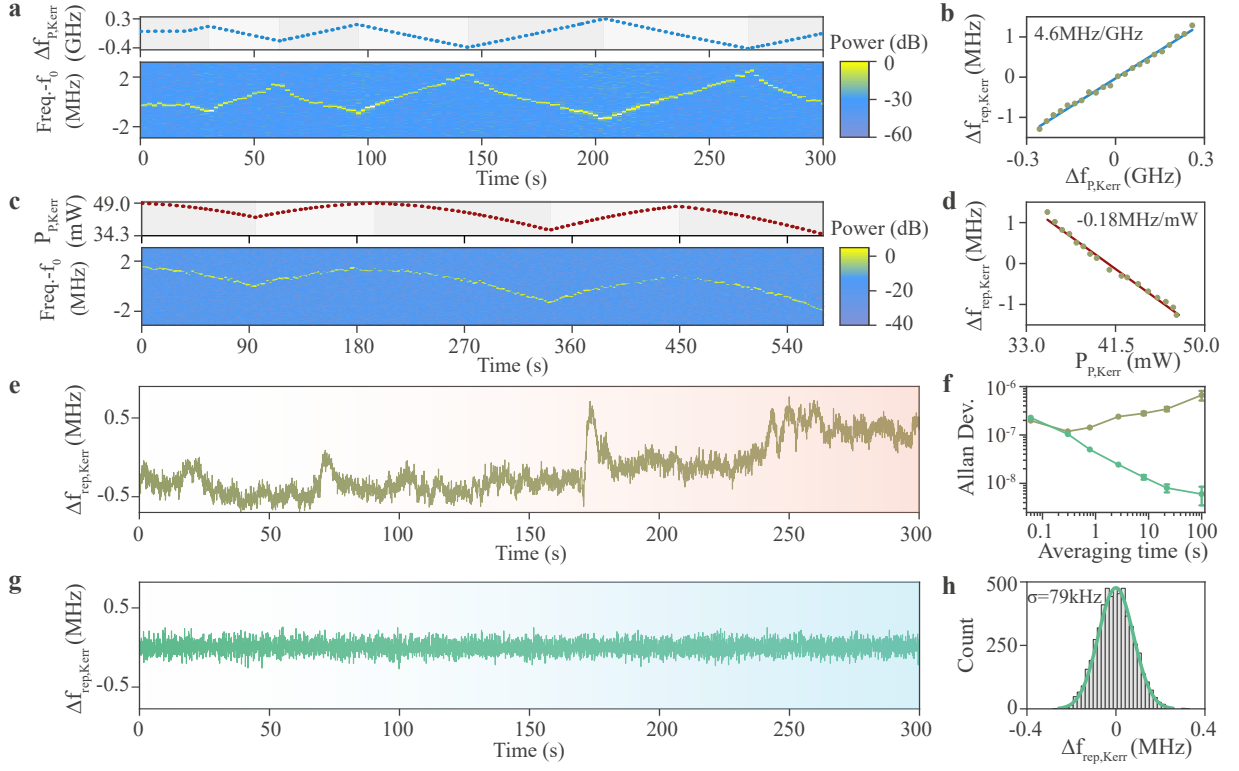 a
Δf_P,Kerr (GHz)
0.3
-0.4
Freq.-f_0 (MHz)
2
-2
Power (dB)
0
-30
-60
0 50 100 150 200 250 300
Time (s)
b
4.6MHz/GHz
Δf_rep,Kerr (MHz)
1
0
-1
-0.3 0 0.3
Δf_P,Kerr (GHz)
c
P_P,Kerr (mW)
49.0
34.3
Freq.-f_0 (MHz)
2
-2
Power (dB)
0
-20
-40
0 90 180 270 360 450 540
Time (s)
d
-0.18MHz/mW
Δf_rep,Kerr (MHz)
1
0
-1
33.0 41.5 50.0
P_P,Kerr (mW)
e
Δf_rep,Kerr (MHz)
0.5
-0.5
0 50 100 150 200 250 300
Time (s)
f
Allan Dev.
10^-6
10^-7
10^-8
0.1 1 10 100
Averaging time (s)
g
Δf_rep,Kerr (MHz)
0.5
-0.5
0 50 100 150 200 250 300
Time (s)
h
σ=79kHz
Count
500
250
0
-0.4 0 0.4
Δf_rep,Kerr (MHz)